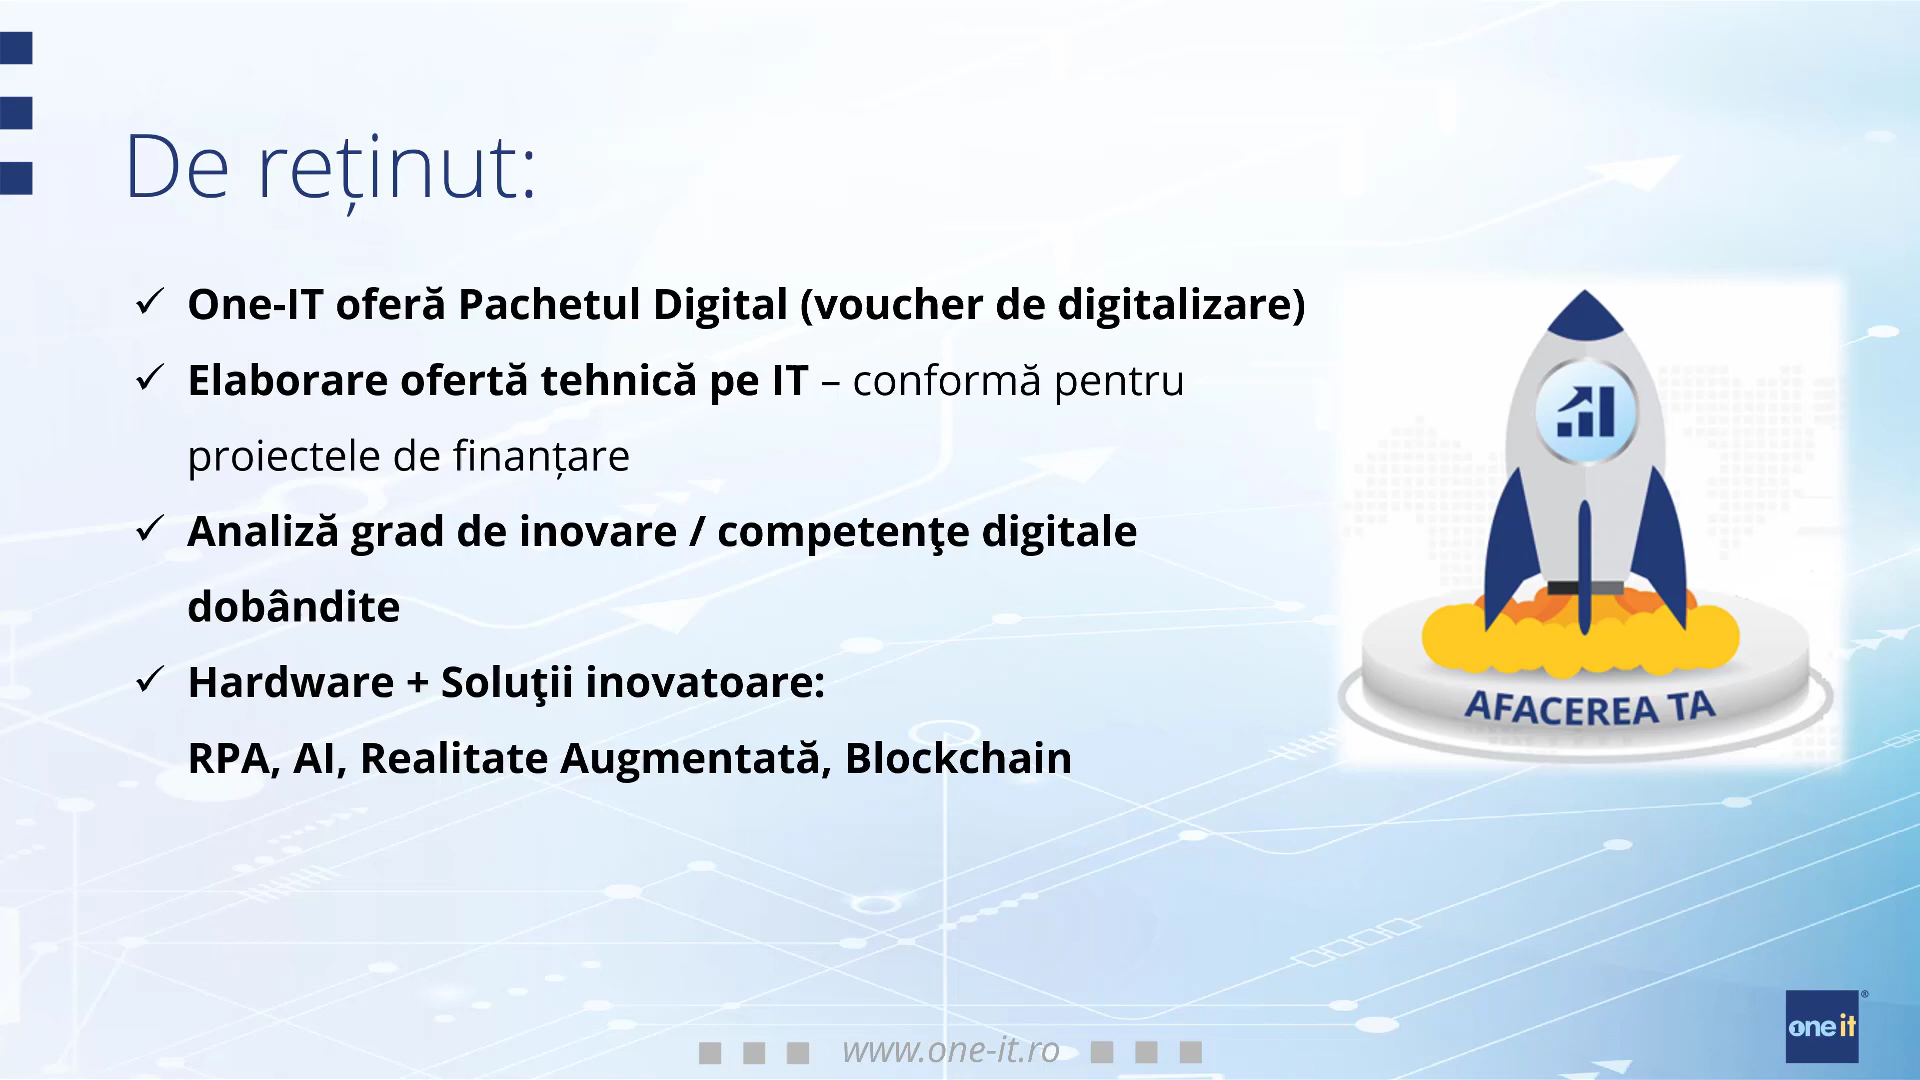 De reținut:
✓ One-IT oferă Pachetul Digital (voucher de digitalizare)
✓ Elaborare ofertă tehnică pe IT – conformă pentru
proiectele de finanțare
✓ Analiză grad de inovare / competenţe digitale
dobândite
✓ Hardware + Soluţii inovatoare:
RPA, AI, Realitate Augmentată, Blockchain
AFACEREA TA
www.one-it.ro
one it ®